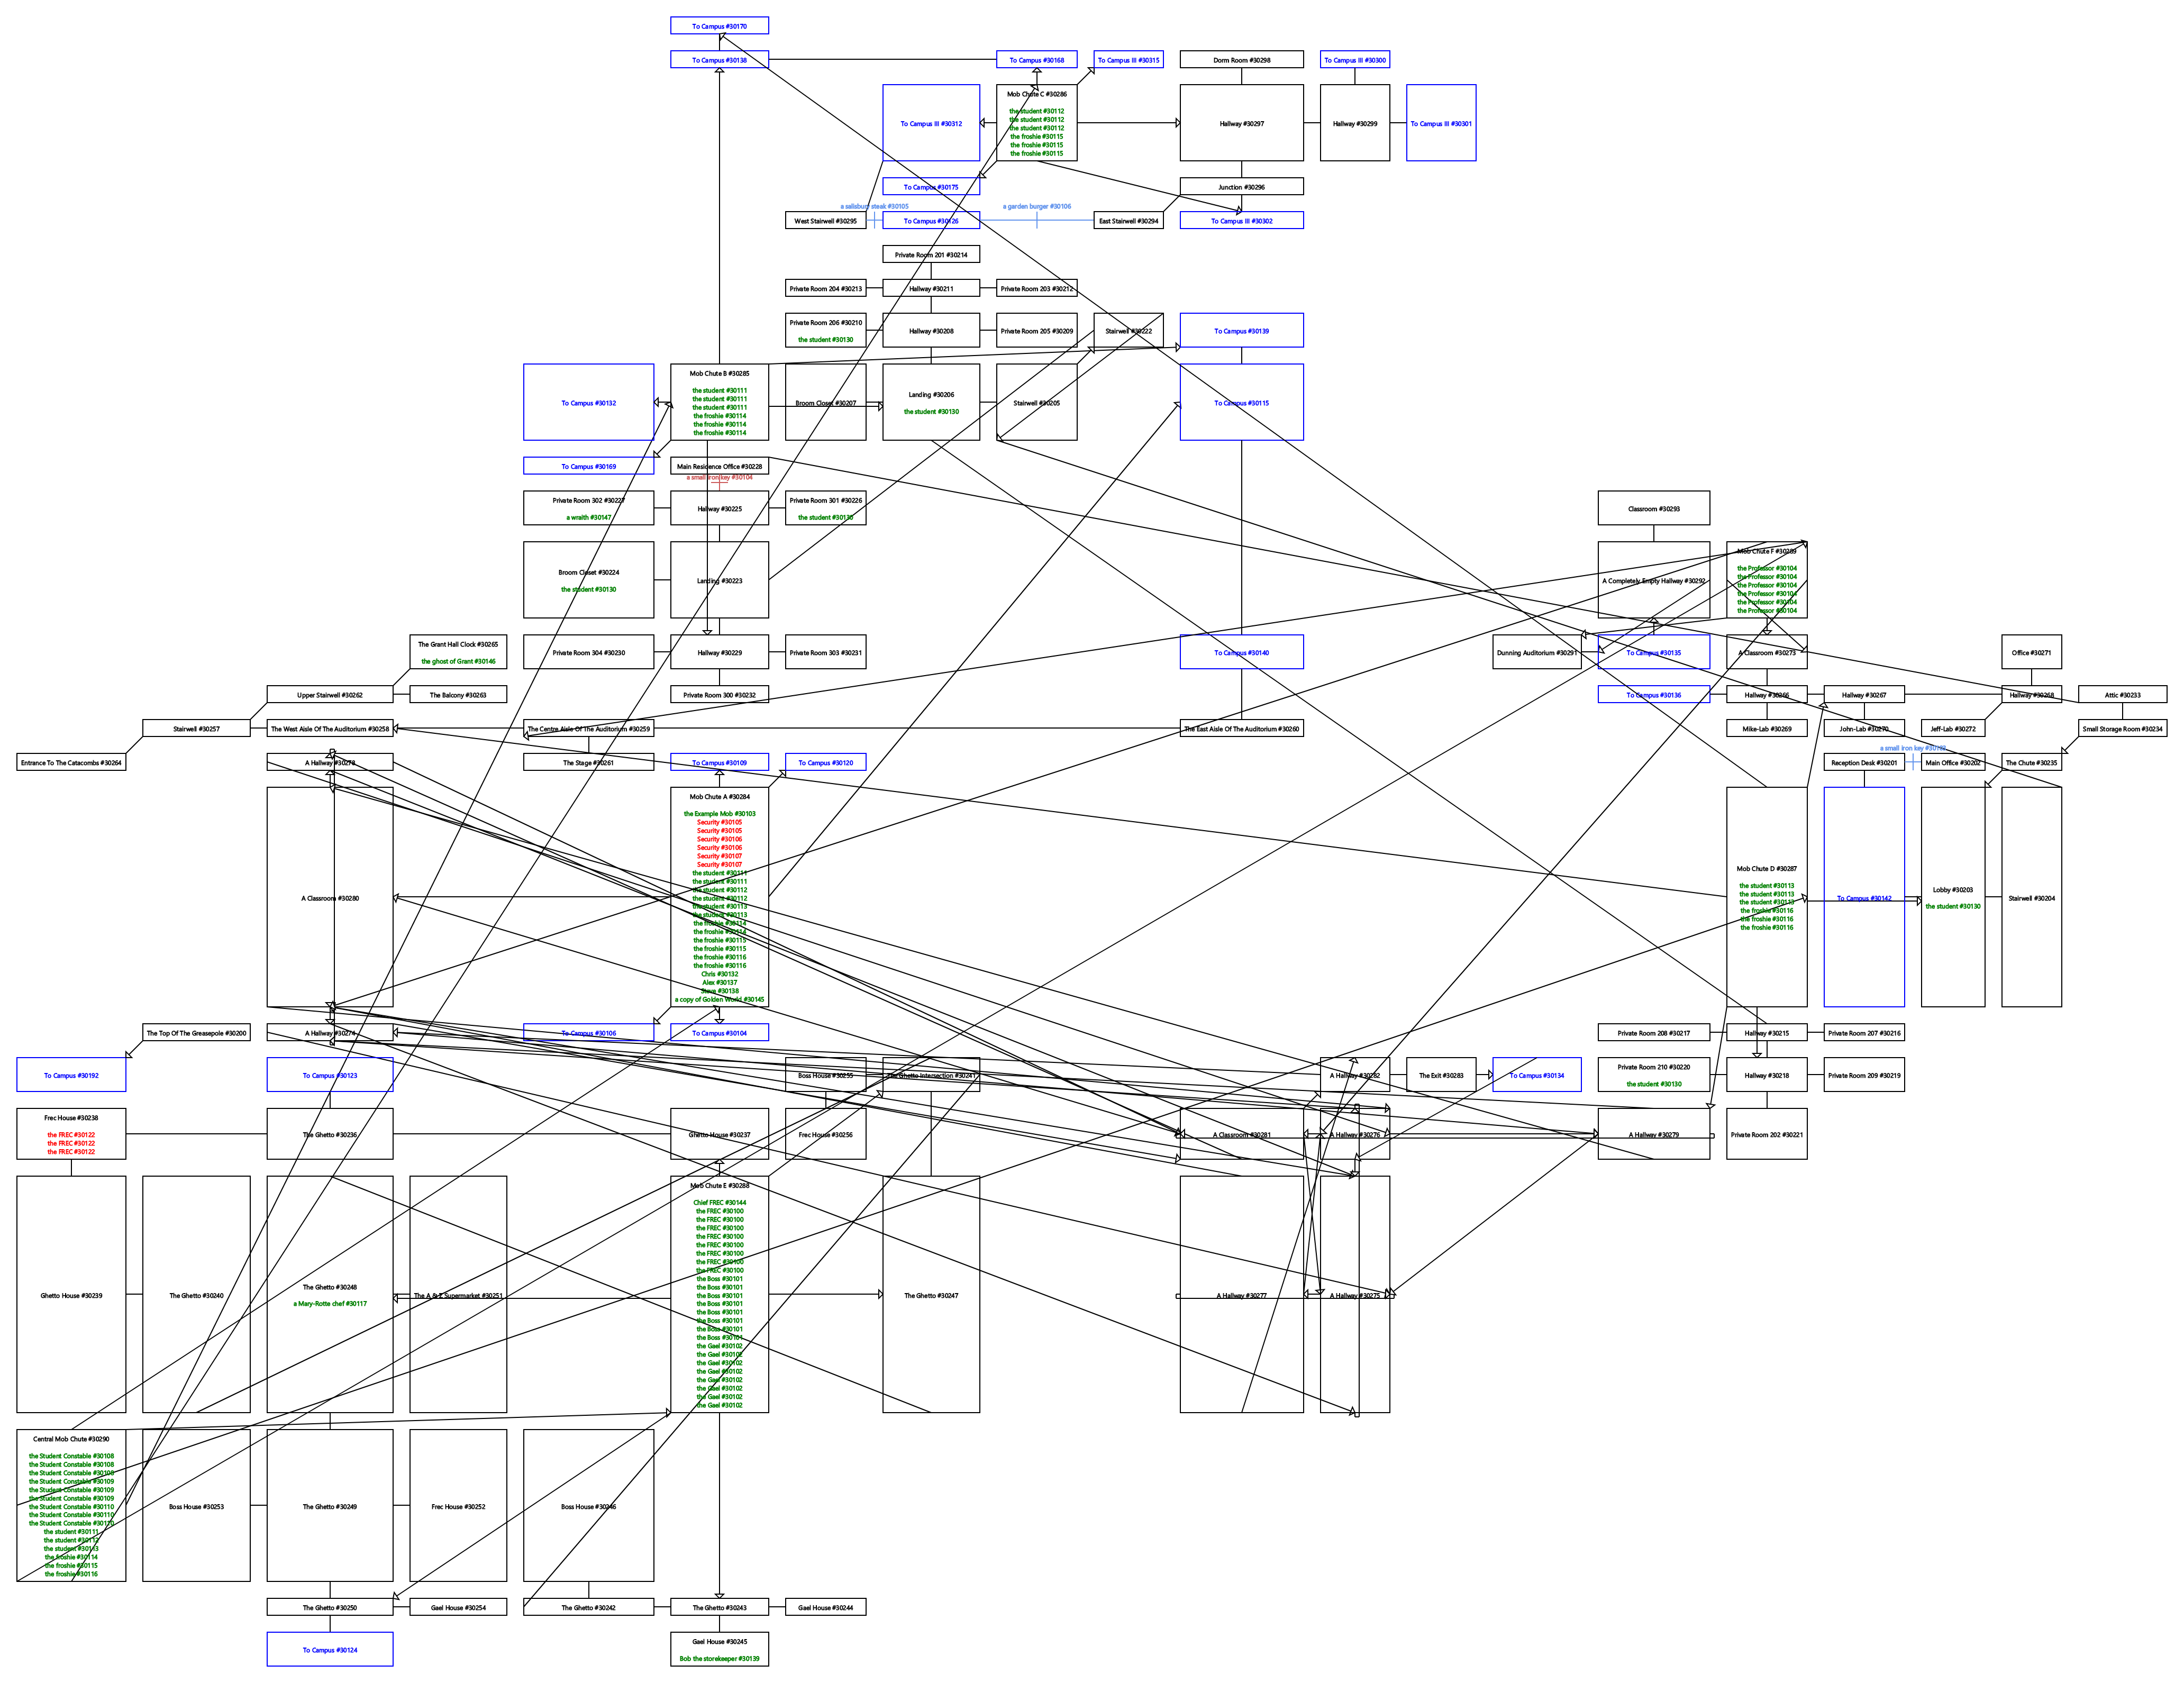 To Campus #30170
To Campus #30138
To Campus #30168
To Campus III #30315
Dorm Room #30298
To Campus III #30300
To Campus III #30312
Mob Chute C #30286
the student #30112
the student #30112
the student #30112
the froshie #30115
the froshie #30115
the froshie #30115
Hallway #30297
Hallway #30299
To Campus III #30301
To Campus #30175
Junction #30296
a salisbury steak #30105
a garden burger #30106
West Stairwell #30295
To Campus #30126
East Stairwell #30294
To Campus III #30302
Private Room 201 #30214
Private Room 204 #30213
Hallway #30211
Private Room 203 #30212
Private Room 206 #30210
the student #30130
Hallway #30208
Private Room 205 #30209
Stairwell #30222
To Campus #30139
To Campus #30132
Mob Chute B #30285
the student #30111
the student #30111
the student #30111
the froshie #30114
the froshie #30114
the froshie #30114
Broom Closet #30207
Landing #30206
the student #30130
Stairwell #30205
To Campus #30115
To Campus #30169
Main Residence Office #30228
a small iron key #30104
Private Room 302 #30227
a wraith #30147
Hallway #30225
Private Room 301 #30226
the student #30130
Classroom #30293
Broom Closet #30224
the student #30130
Landing #30223
A Completely Empty Hallway #30292
Mob Chute F #30289
the Professor #30104
the Professor #30104
the Professor #30104
the Professor #30104
the Professor #30104
the Professor #30104
The Grant Hall Clock #30265
the ghost of Grant #30146
Private Room 304 #30230
Hallway #30229
Private Room 303 #30231
To Campus #30140
Dunning Auditorium #30291
To Campus #30135
A Classroom #30273
Office #30271
Upper Stairwell #30262
The Balcony #30263
Private Room 300 #30232
To Campus #30136
Hallway #30266
Hallway #30267
Hallway #30268
Attic #30233
Stairwell #30257
The West Aisle Of The Auditorium #30258
The Centre Aisle Of The Auditorium #30259
The East Aisle Of The Auditorium #30260
Mike-Lab #30269
John-Lab #30270
Jeff-Lab #30272
Small Storage Room #30234
Entrance To The Catacombs #30264
A Hallway #30278
The Stage #30261
To Campus #30109
To Campus #30120
Reception Desk #30201
Main Office #30202
The Chute #30235
A Classroom #30280
Mob Chute A #30284
the Example Mob #30103
Security #30105
Security #30105
Security #30106
Security #30106
Security #30107
Security #30107
the student #30111
the student #30111
the student #30112
the student #30112
the student #30113
the student #30113
the froshie #30114
the froshie #30114
the froshie #30115
the froshie #30115
the froshie #30116
the froshie #30116
Chris #30132
Alex #30137
Steve #30138
a copy of Golden World #30145
Mob Chute D #30287
the student #30113
the student #30113
the student #30113
the froshie #30116
the froshie #30116
the froshie #30116
To Campus #30142
Lobby #30203
the student #30130
Stairwell #30204
The Top Of The Greasepole #30200
A Hallway #30274
To Campus #30106
To Campus #30104
Private Room 208 #30217
Hallway #30215
Private Room 207 #30216
To Campus #30192
To Campus #30123
Boss House #30255
The Ghetto Intersection #30241
A Hallway #30282
The Exit #30283
To Campus #30134
Private Room 210 #30220
the student #30130
Hallway #30218
Private Room 209 #30219
Frec House #30238
the FREC #30122
the FREC #30122
the FREC #30122
The Ghetto #30236
Ghetto House #30237
Frec House #30256
A Classroom #30281
A Hallway #30276
A Hallway #30279
Private Room 202 #30221
Ghetto House #30239
The Ghetto #30240
The Ghetto #30248
a Mary-Rotte chef #30117
The A & Z Supermarket #30251
Mob Chute E #30288
Chief FREC #30144
the FREC #30100
the FREC #30100
the FREC #30100
the FREC #30100
the FREC #30100
the FREC #30100
the FREC #30100
the FREC #30100
the Boss #30101
the Boss #30101
the Boss #30101
the Boss #30101
the Boss #30101
the Boss #30101
the Boss #30101
the Boss #30101
the Gael #30102
the Gael #30102
the Gael #30102
the Gael #30102
the Gael #30102
the Gael #30102
the Gael #30102
the Gael #30102
The Ghetto #30247
A Hallway #30277
A Hallway #30275
Central Mob Chute #30290
the Student Constable #30108
the Student Constable #30108
the Student Constable #30108
the Student Constable #30109
the Student Constable #30109
the Student Constable #30109
the Student Constable #30110
the Student Constable #30110
the Student Constable #30110
the student #30111
the student #30112
the student #30113
the froshie #30114
the froshie #30115
the froshie #30116
Boss House #30253
The Ghetto #30249
Frec House #30252
Boss House #30246
The Ghetto #30250
Gael House #30254
The Ghetto #30242
The Ghetto #30243
Gael House #30244
To Campus #30124
Gael House #30245
Bob the storekeeper #30139